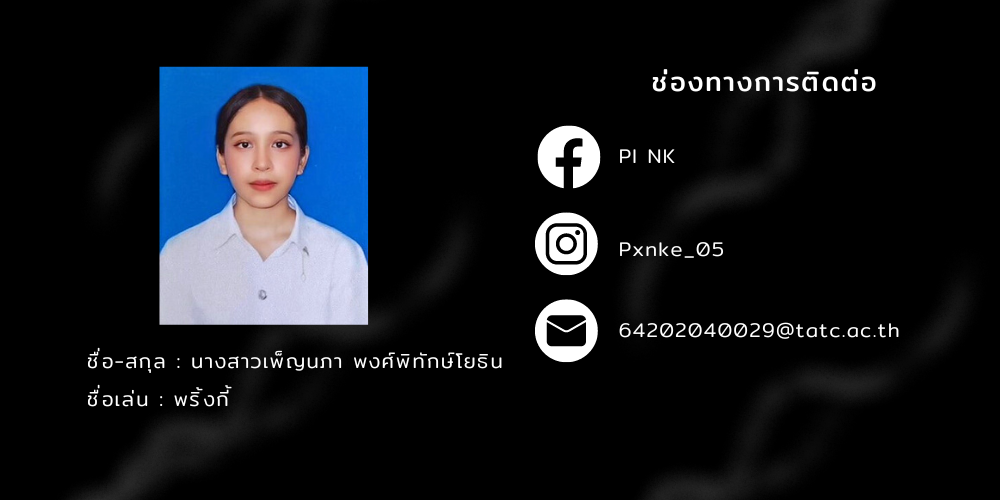 ช่องทางการติดต่อ
PI NK
Pxnke_05
64202040029@tatc.ac.th
ชื่อ-สกุล : นางสาวเพ็ญนภา พงศ์พิทักษ์โยธิน
ชื่อเล่น : พริ้งกี้